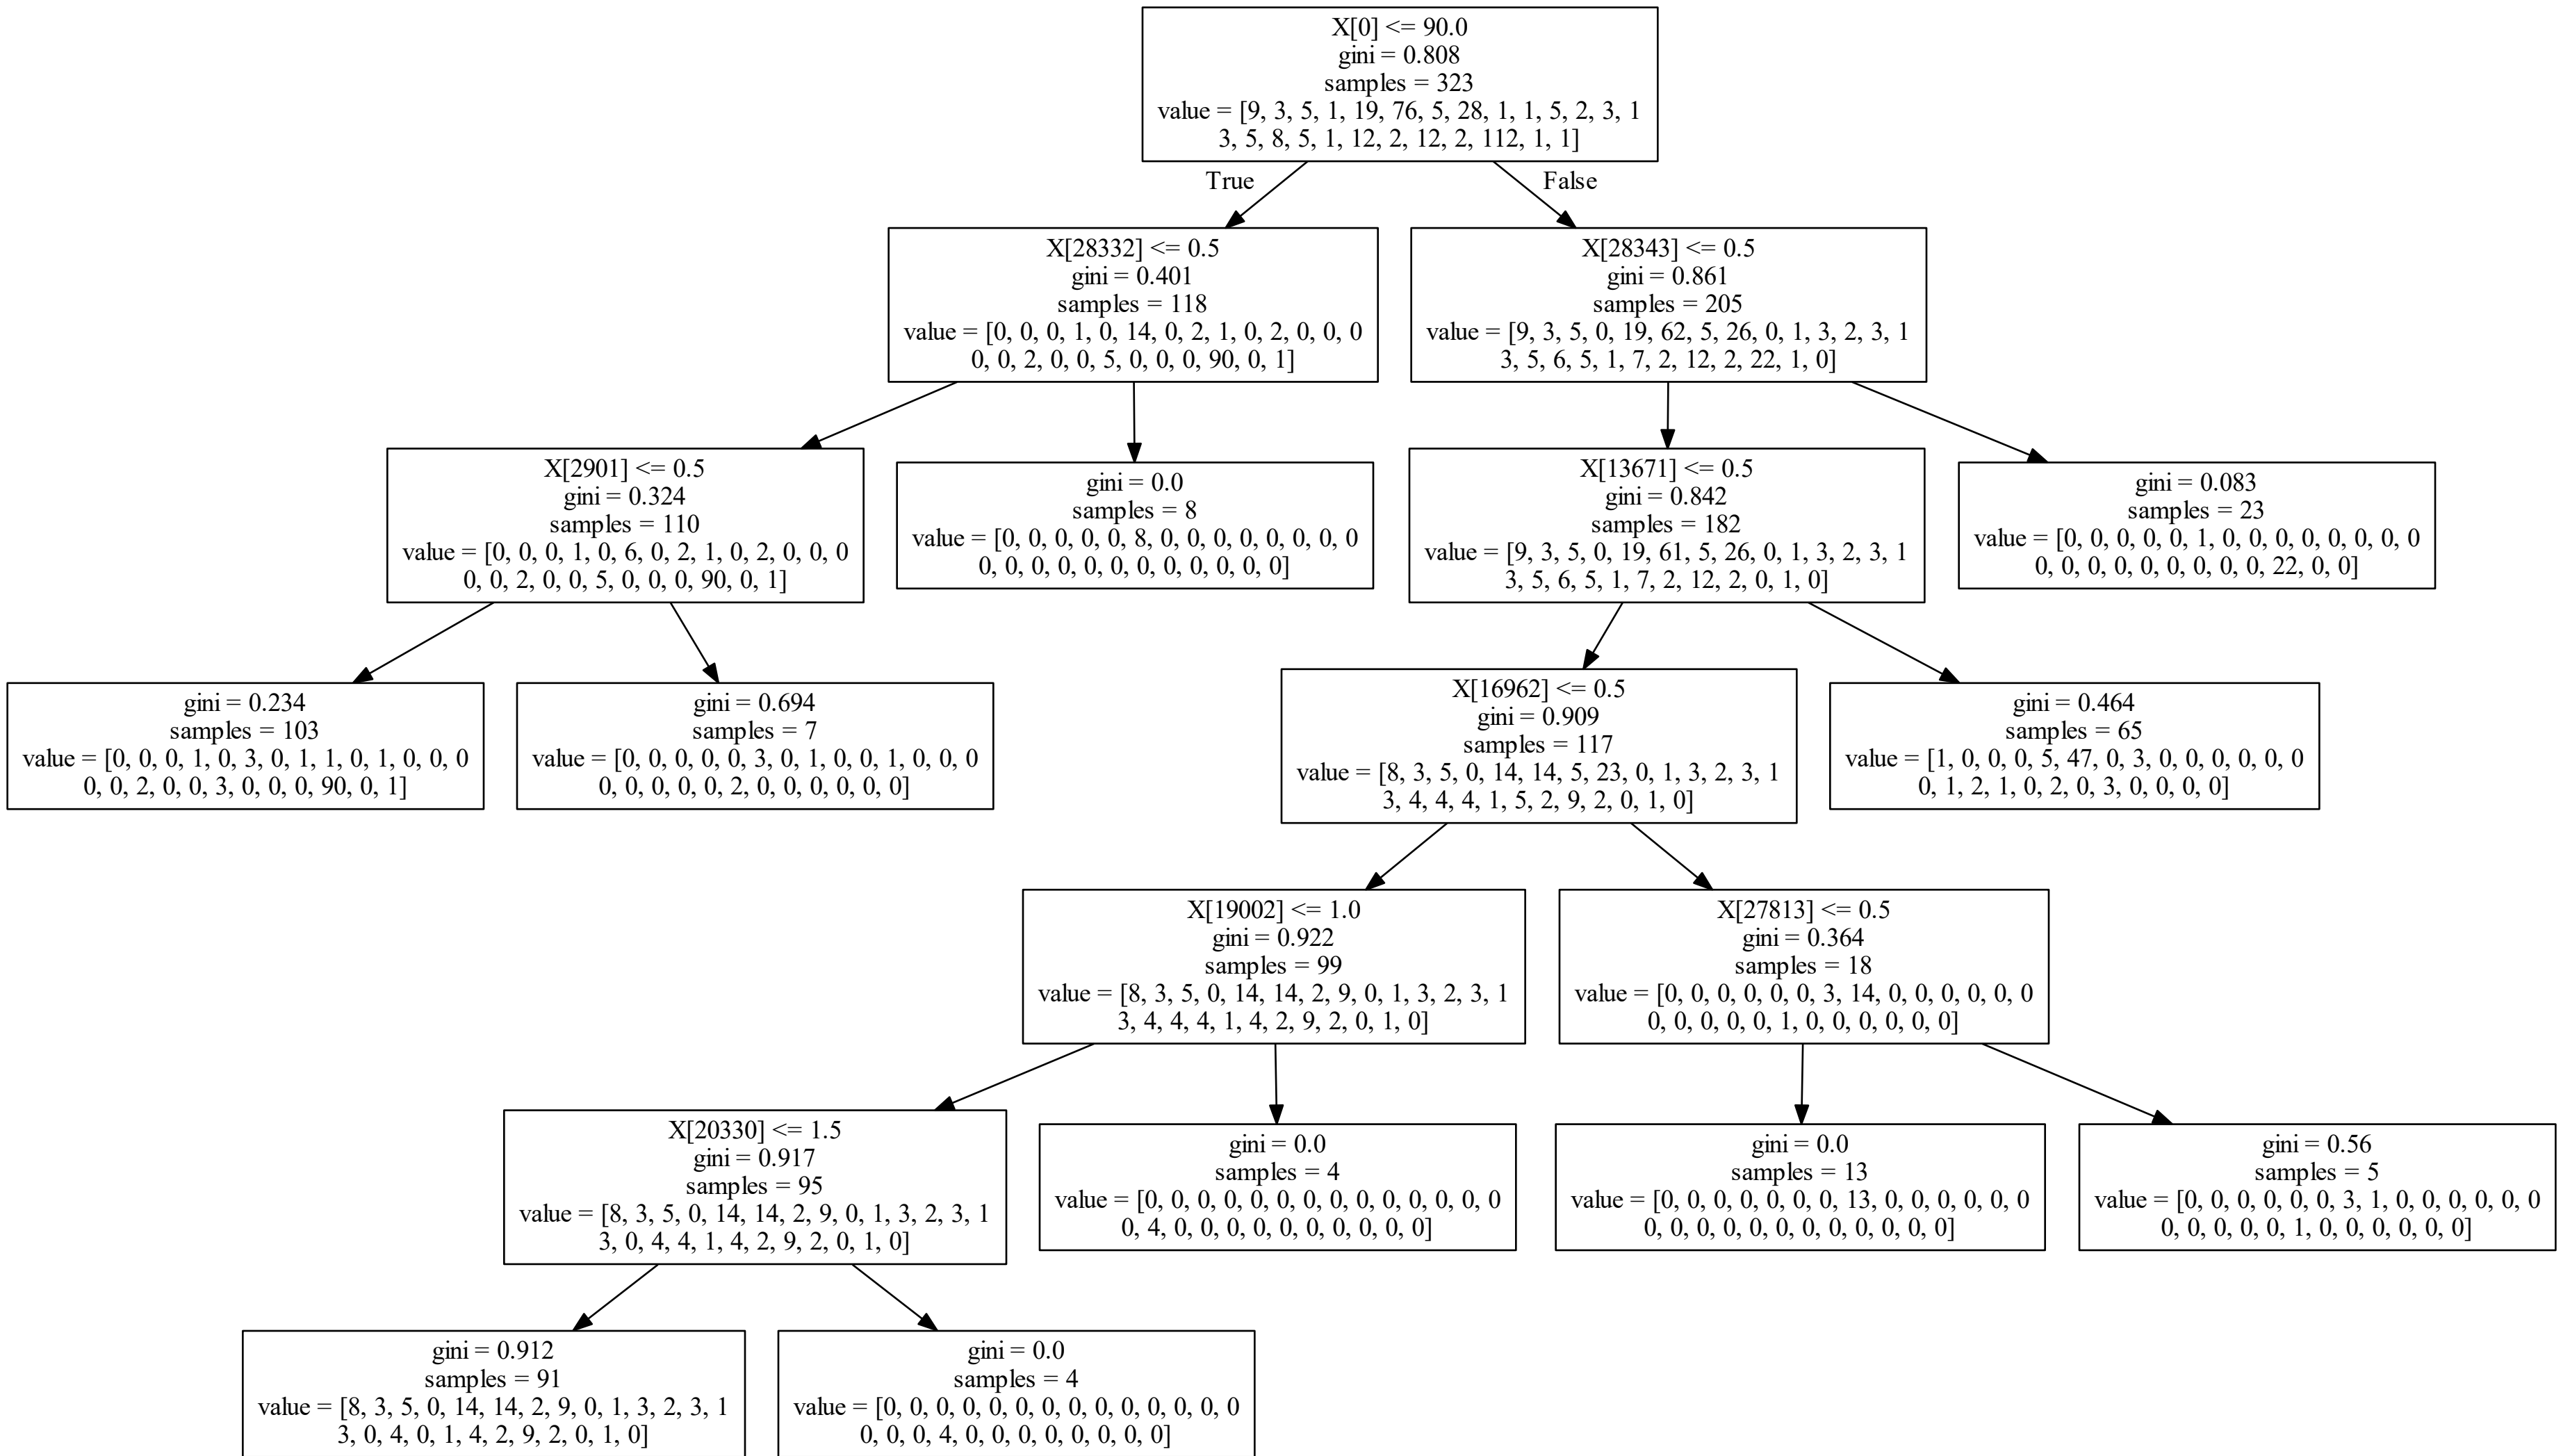 X[0] <= 90.0
gini = 0.808
samples = 323
value = [9, 3, 5, 1, 19, 76, 5, 28, 1, 1, 5, 2, 3, 1
3, 5, 8, 5, 1, 12, 2, 12, 2, 112, 1, 1]
True
False
X[28332] <= 0.5
gini = 0.401
samples = 118
value = [0, 0, 0, 1, 0, 14, 0, 2, 1, 0, 2, 0, 0, 0
0, 0, 2, 0, 0, 5, 0, 0, 0, 90, 0, 1]
X[28343] <= 0.5
gini = 0.861
samples = 205
value = [9, 3, 5, 0, 19, 62, 5, 26, 0, 1, 3, 2, 3, 1
3, 5, 6, 5, 1, 7, 2, 12, 2, 22, 1, 0]
X[2901] <= 0.5
gini = 0.324
samples = 110
value = [0, 0, 0, 1, 0, 6, 0, 2, 1, 0, 2, 0, 0, 0
0, 0, 2, 0, 0, 5, 0, 0, 0, 90, 0, 1]
gini = 0.0
samples = 8
value = [0, 0, 0, 0, 0, 8, 0, 0, 0, 0, 0, 0, 0, 0
0, 0, 0, 0, 0, 0, 0, 0, 0, 0, 0, 0]
X[13671] <= 0.5
gini = 0.842
samples = 182
value = [9, 3, 5, 0, 19, 61, 5, 26, 0, 1, 3, 2, 3, 1
3, 5, 6, 5, 1, 7, 2, 12, 2, 0, 1, 0]
gini = 0.083
samples = 23
value = [0, 0, 0, 0, 0, 1, 0, 0, 0, 0, 0, 0, 0, 0
0, 0, 0, 0, 0, 0, 0, 0, 0, 22, 0, 0]
gini = 0.234
samples = 103
value = [0, 0, 0, 1, 0, 3, 0, 1, 1, 0, 1, 0, 0, 0
0, 0, 2, 0, 0, 3, 0, 0, 0, 90, 0, 1]
gini = 0.694
samples = 7
value = [0, 0, 0, 0, 0, 3, 0, 1, 0, 0, 1, 0, 0, 0
0, 0, 0, 0, 0, 2, 0, 0, 0, 0, 0, 0]
X[16962] <= 0.5
gini = 0.909
samples = 117
value = [8, 3, 5, 0, 14, 14, 5, 23, 0, 1, 3, 2, 3, 1
3, 4, 4, 4, 1, 5, 2, 9, 2, 0, 1, 0]
gini = 0.464
samples = 65
value = [1, 0, 0, 0, 5, 47, 0, 3, 0, 0, 0, 0, 0, 0
0, 1, 2, 1, 0, 2, 0, 3, 0, 0, 0, 0]
X[19002] <= 1.0
gini = 0.922
samples = 99
value = [8, 3, 5, 0, 14, 14, 2, 9, 0, 1, 3, 2, 3, 1
3, 4, 4, 4, 1, 4, 2, 9, 2, 0, 1, 0]
X[27813] <= 0.5
gini = 0.364
samples = 18
value = [0, 0, 0, 0, 0, 0, 3, 14, 0, 0, 0, 0, 0, 0
0, 0, 0, 0, 0, 1, 0, 0, 0, 0, 0, 0]
X[20330] <= 1.5
gini = 0.917
samples = 95
value = [8, 3, 5, 0, 14, 14, 2, 9, 0, 1, 3, 2, 3, 1
3, 0, 4, 4, 1, 4, 2, 9, 2, 0, 1, 0]
gini = 0.0
samples = 4
value = [0, 0, 0, 0, 0, 0, 0, 0, 0, 0, 0, 0, 0, 0
0, 4, 0, 0, 0, 0, 0, 0, 0, 0, 0, 0]
gini = 0.0
samples = 13
value = [0, 0, 0, 0, 0, 0, 0, 13, 0, 0, 0, 0, 0, 0
0, 0, 0, 0, 0, 0, 0, 0, 0, 0, 0, 0]
gini = 0.56
samples = 5
value = [0, 0, 0, 0, 0, 0, 3, 1, 0, 0, 0, 0, 0, 0
0, 0, 0, 0, 0, 1, 0, 0, 0, 0, 0, 0]
gini = 0.912
samples = 91
value = [8, 3, 5, 0, 14, 14, 2, 9, 0, 1, 3, 2, 3, 1
3, 0, 4, 0, 1, 4, 2, 9, 2, 0, 1, 0]
gini = 0.0
samples = 4
value = [0, 0, 0, 0, 0, 0, 0, 0, 0, 0, 0, 0, 0, 0
0, 0, 0, 4, 0, 0, 0, 0, 0, 0, 0, 0]